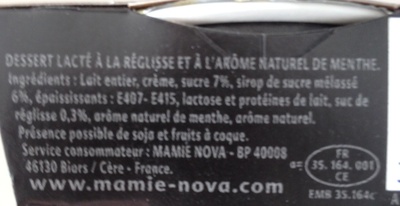 DESSERT LACTÉ À LA RÉGLISSE ET À L'ARÔME NATUREL DE MENTHE.
Ingrédients : Lait entier, crème, sucre 7%, sirop de sucre mélassé
6%, épaississants : E407- E415, lactose et protéines de lait, suc de
réglisse 0,3%, arôme naturel de menthe, arôme naturel.
Présence possible de soja et fruits à coque.
Service consommateur : MAMIE NOVA - BP 40008
46130 Biars / Cère - France.
www.mamie-nova.com
FR
35.164.001
CE
EMB 35.164c